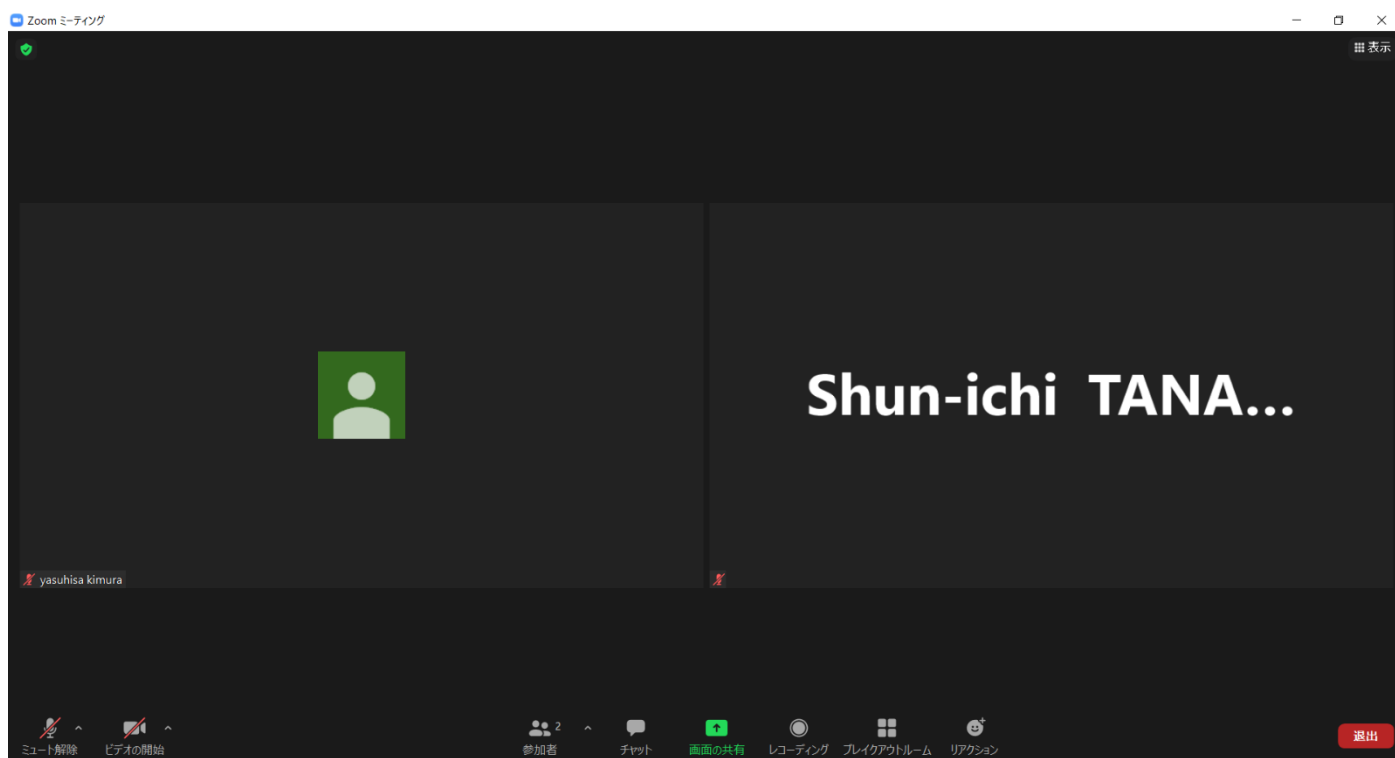 Zoom ミーティング
表示
Shun-ichi TANA...
yasuhisa kimura
ミュート解除
ビデオの開始
2
参加者
チャット
画面の共有
レコーディング
ブレイクアウトルーム
リアクション
退出